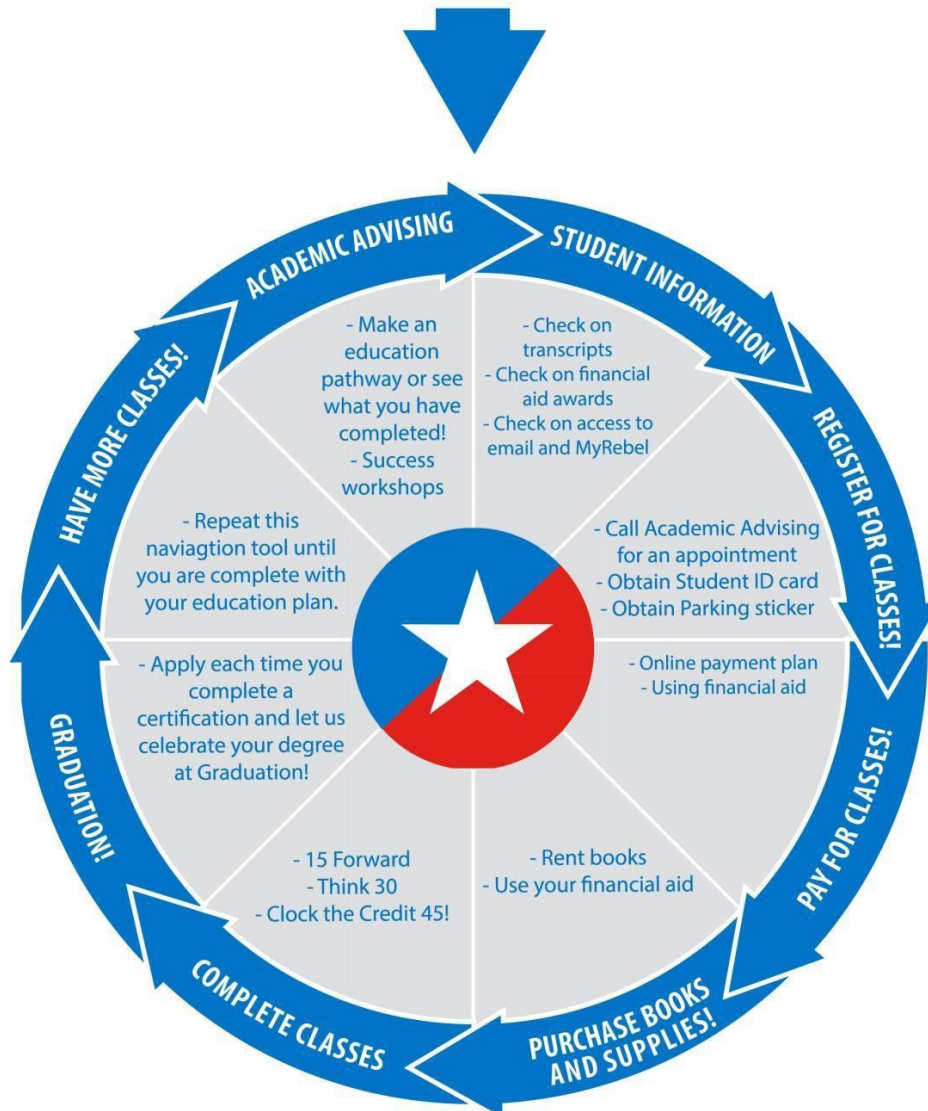 ACADEMIC ADVISING
- Make an
education
pathway or see
what you have
completed!
- Success
workshops
STUDENT INFORMATION
- Check on
transcripts
- Check on financial
aid awards
- Check on access to
email and MyRebel
REGISTER FOR CLASSES!
- Call Academic Advising
for an appointment
- Obtain Student ID card
- Obtain Parking sticker
PAY FOR CLASSES!
- Online payment plan
- Using financial aid
PURCHASE BOOKS
AND SUPPLIES!
- Rent books
- Use your financial aid
COMPLETE CLASSES
- 15 Forward
- Think 30
- Clock the Credit 45!
GRADUATION!
- Apply each time you
complete a
certification and let us
celebrate your degree
at Graduation!
HAVE MORE CLASSES!
- Repeat this
naviagtion tool until
you are complete with
your education plan.